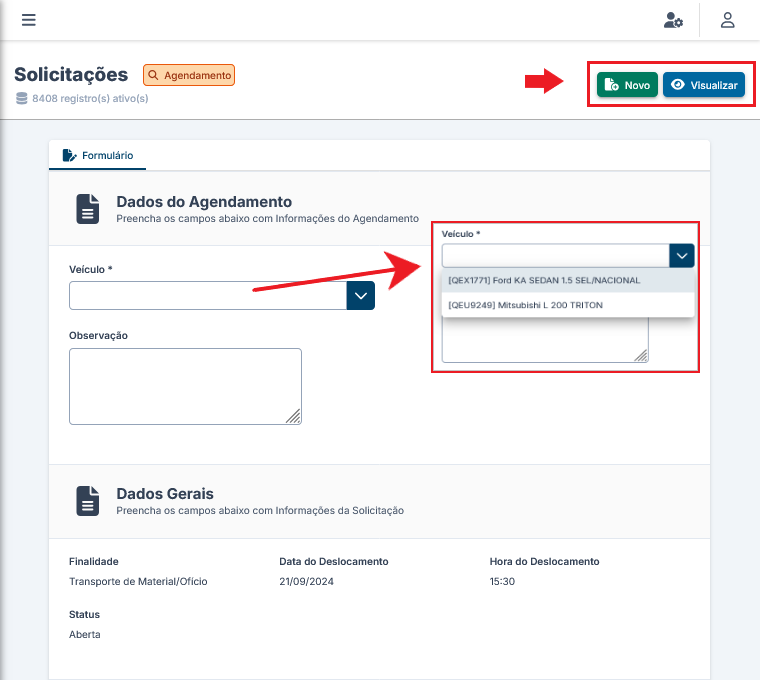 Solicitações
Agendamento
8408 registro(s) ativo(s)
Novo
Visualizar
Formulário
Dados do Agendamento
Preencha os campos abaixo com Informações do Agendamento
Veículo *
Observação
Veículo *
[QEX1771] Ford KA SEDAN 1.5 SEL/NACIONAL
[QEU9249] Mitsubishi L 200 TRITON
Dados Gerais
Preencha os campos abaixo com Informações da Solicitação
Finalidade
Data do Deslocamento
Hora do Deslocamento
Transporte de Material/Ofício
21/09/2024
15:30
Status
Aberta